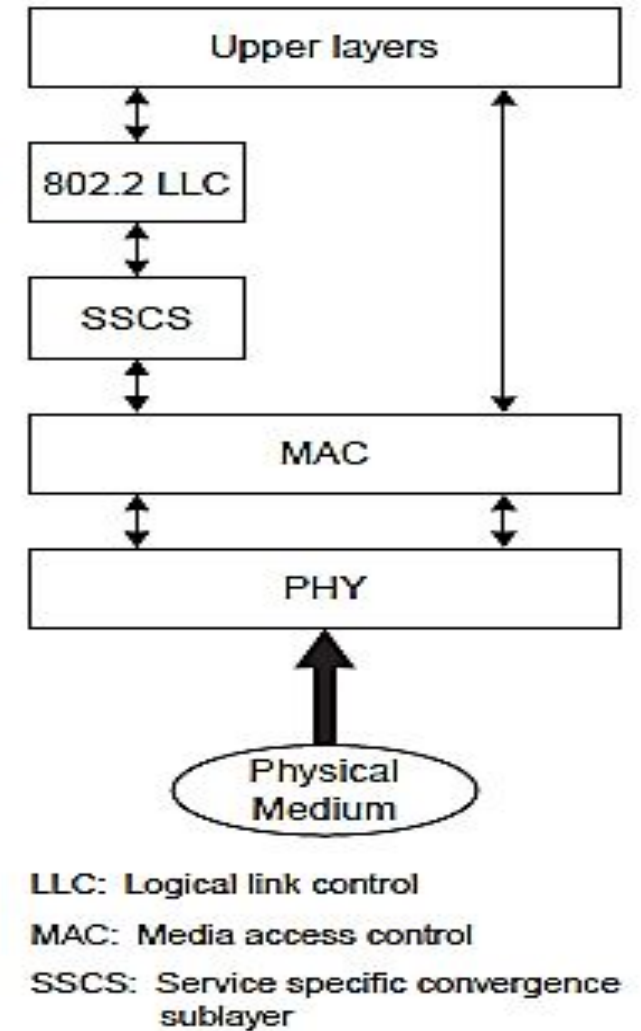 Upper layers
802.2 LLC
SSCS
MAC
PHY
Physical
Medium
LLC: Logical link control
MAC: Media access control
SSCS: Service specific convergence
sublayer